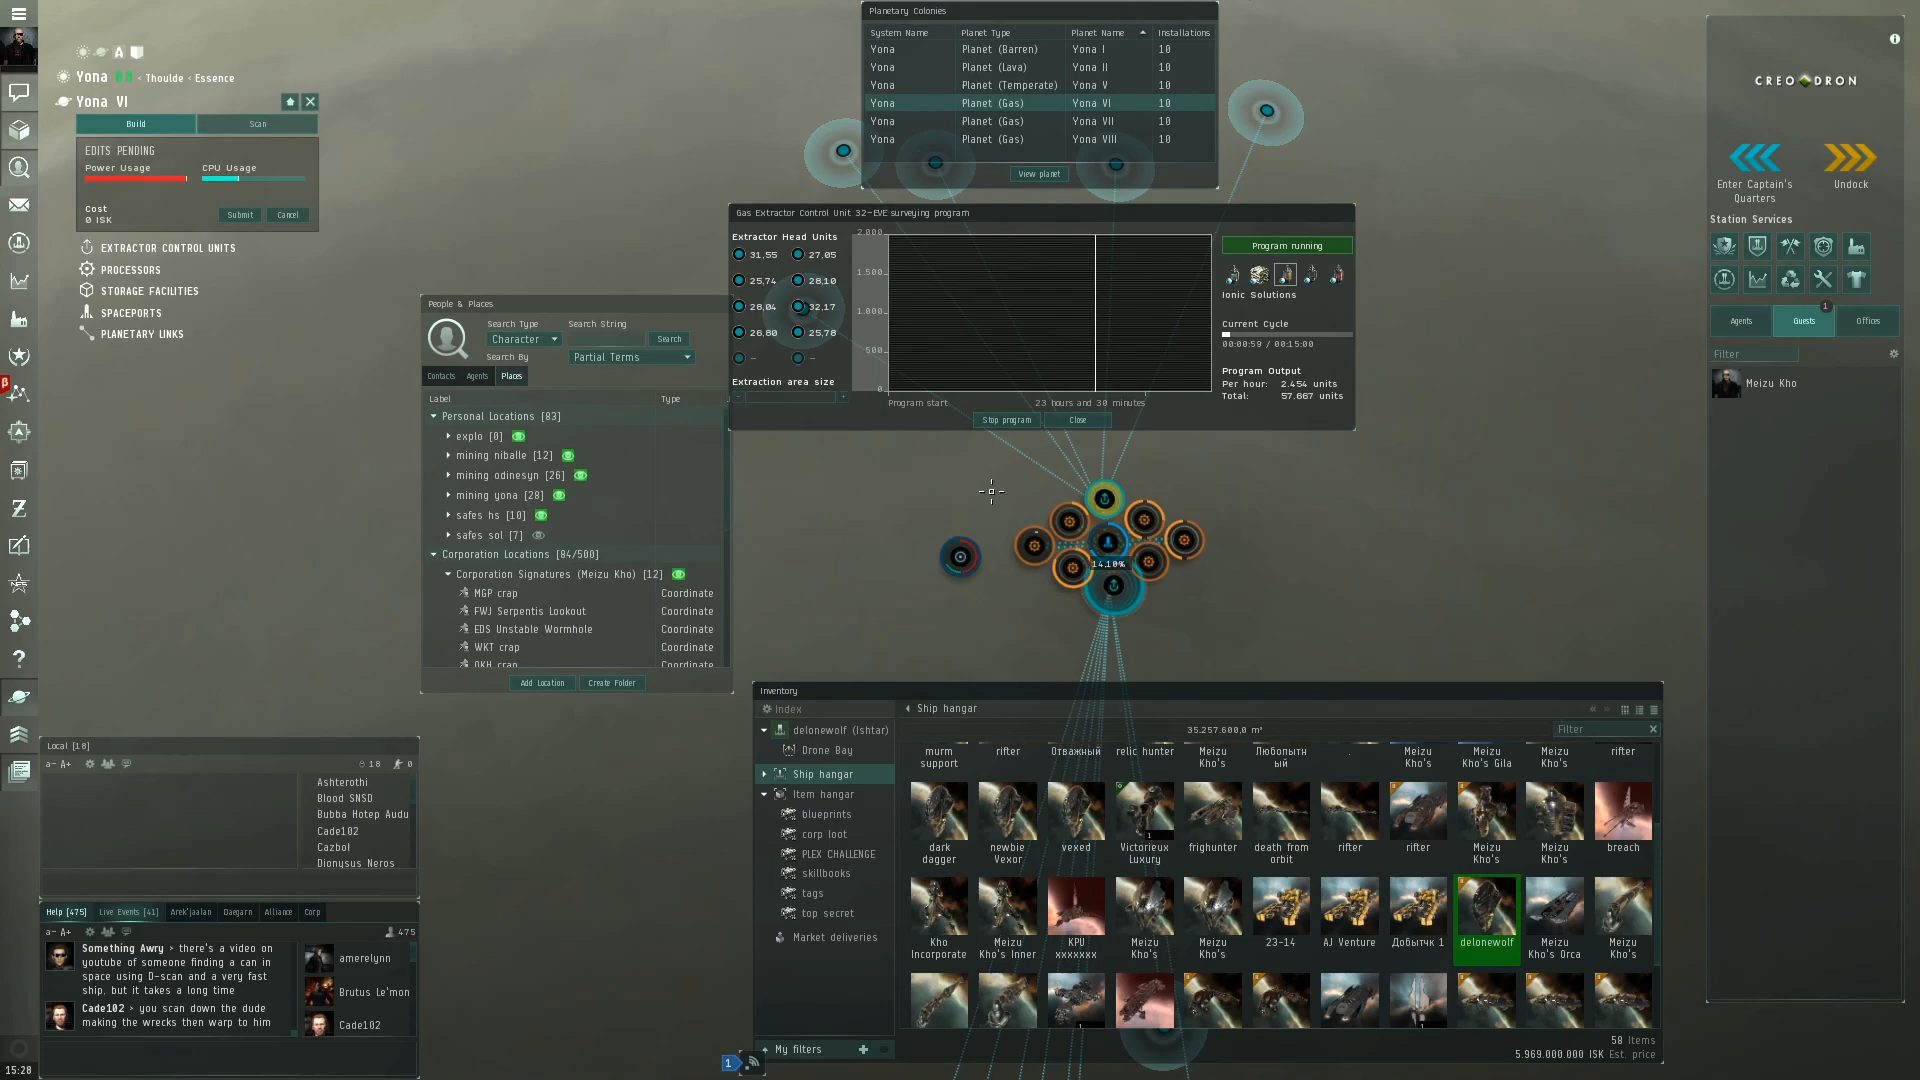 Yona 0.0 ‹ Thoulde ‹ Essence
Yona VI
Build
Scan
EDITS PENDING
Power Usage
CPU Usage
Cost
0 ISK
Submit
Cancel
EXTRACTOR CONTROL UNITS
PROCESSORS
STORAGE FACILITIES
SPACEPORTS
PLANETARY LINKS
Planetary Colonies
System Name Planet Type Planet Name Installations
Yona Planet (Barren) Yona I 10
Yona Planet (Lava) Yona II 10
Yona Planet (Temperate) Yona V 10
Yona Planet (Gas) Yona VI 10
Yona Planet (Gas) Yona VII 10
Yona Planet (Gas) Yona VIII 10
View planet
Gas Extractor Control Unit 32-EVE surveying program
Extractor Head Units
31,55 27,05
25,74 28,10
28,04 32,17
26,80 25,78
– –
Extraction area size
- +
2.000
1.500
1.000
500
0
Program start
23 hours and 30 minutes
Stop program
Close
Program running
Ionic Solutions
Current Cycle
00:00:59 / 00:15:00
Program Output
Per hour: 2.454 units
Total: 57.667 units
People & Places
Search Type
Search String
Character
Search
Search By
Partial Terms
Contacts
Agents
Places
Label
Type
Personal Locations [83]
explo [0]
mining niballe [12]
mining odinesyn [26]
mining yona [28]
safes hs [10]
safes sol [7]
Corporation Locations [84/500]
Corporation Signatures (Meizu Kho) [12]
MGP crap Coordinate
FWJ Serpentis Lookout Coordinate
EDS Unstable Wormhole Coordinate
WKT crap Coordinate
QKH crap Coordinate
Add Location
Create Folder
14,10%
CREODRON
Enter Captain's Quarters
Undock
Station Services
1
Agents
Guests
Offices
Filter
Meizu Kho
Local [18]
a- A+
18
0
Ashterothi
Blood SNSD
Bubba Hotep Audu
Cade102
Cazbol
Dionysus Neros
Help [475]
Live Events [41]
Arek'jaalan
Daegarn
Alliance
Corp
a- A+
475
Something Awry > there's a video on
youtube of someone finding a can in
space using D-scan and a very fast
ship, but it takes a long time
Cade102 > you scan down the dude
making the wrecks then warp to him
amerelynn
Brutus Le'mon
Cade102
15:28
Inventory
Index
delonewolf (Ishtar)
Drone Bay
Ship hangar
Item hangar
blueprints
corp loot
PLEX CHALLENGE
skillbooks
tags
top secret
Market deliveries
My filters
1
Ship hangar
35.257.600,0 m³
Filter
murm support
rifter
Отважный
relic hunter
Meizu Kho's
Любопытный
.
Meizu Kho's
Meizu Kho's Gila
Meizu Kho's
rifter
dark dagger
newbie Vexor
vexed
Victorieux Luxury
frighunter
death from orbit
rifter
rifter
Meizu Kho's
Meizu Kho's
breach
Kho Incorporate
Meizu Kho's Inner
KPU xxxxxxx
Meizu Kho's
Meizu Kho's
23-14
AJ Venture
Добытчк 1
delonewolf
Meizu Kho's Orca
Meizu Kho's
58 Items
5.969.000.000 ISK Est. price